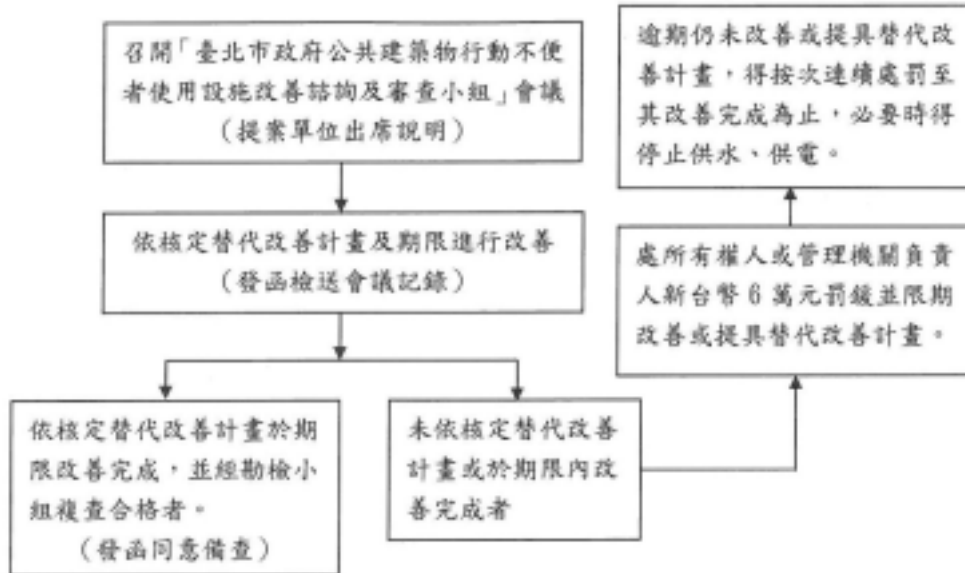 召開「臺北市政府公共建築物行動不便
者使用設施改善諮詢及審查小組」會議
（提案單位出席說明）
依核定替代改善計畫及期限進行改善
（發函檢送會議記錄）
依核定替代改善計畫於期
限改善完成，並經勘檢小
組複查合格者。
（發函同意備查）
未依核定替代改善
計畫或於期限內改
善完成者
處所有權人或管理機關負責
人新台幣 6 萬元罰鍰並限期
改善或提具替代改善計畫。
逾期仍未改善或提具替代改
善計畫，得按次連續處罰至
其改善完成為止，必要時得
停止供水、供電。